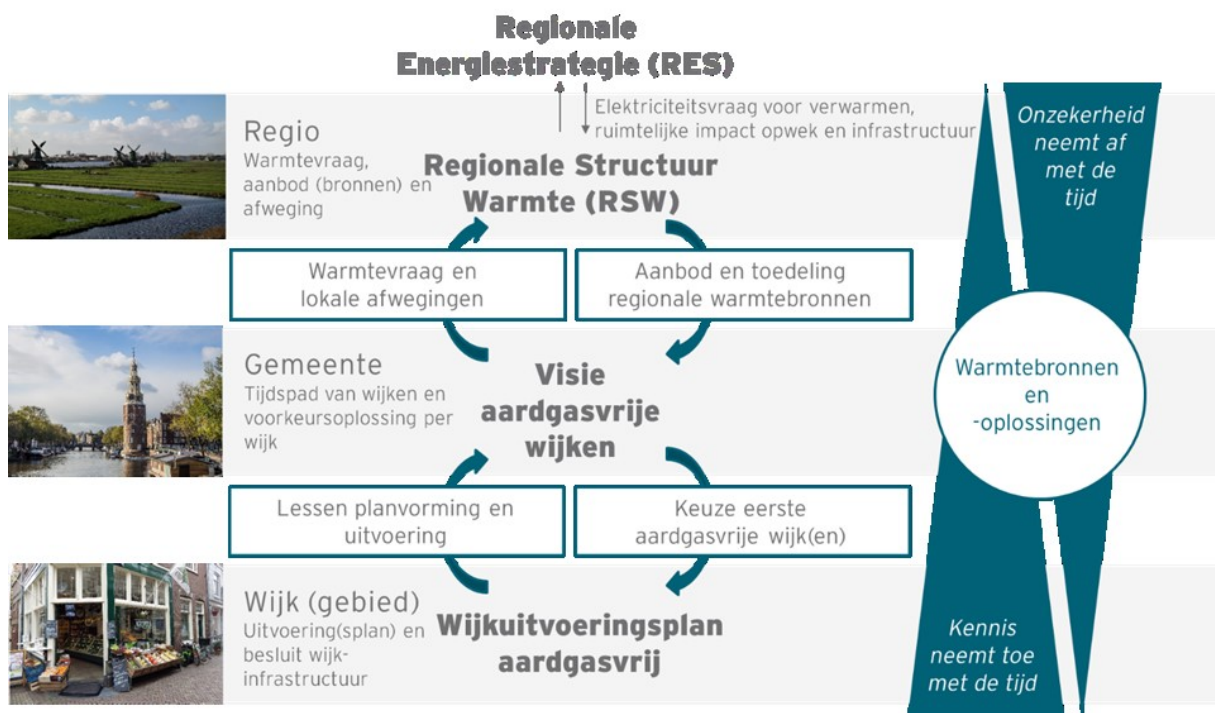 Regionale
Energiestrategie (RES)
Elektriciteitsvraag voor verwarmen,
ruimtelijke impact opwek en infrastructuur
Regio
Warmtevraag,
aanbod (bronnen) en
afweging
Regionale Structuur
Warmte (RSW)
Onzekerheid
neemt af
met de
tijd
Warmtevraag en
lokale afwegingen
Aanbod en toedeling
regionale warmtebronnen
Gemeente
Tijdspad van wijken en
voorkeursoplossing per
wijk
Visie
aardgasvrije
wijken
Warmtebronnen
en
-oplossingen
Lessen planvorming en
uitvoering
Keuze eerste
aardgasvrije wijk(en)
Wijk (gebied)
Uitvoering(splan) en
besluit wijk-
infrastructuur
Wijkuitvoeringsplan
aardgasvrij
Kennis
neemt toe
met de tijd